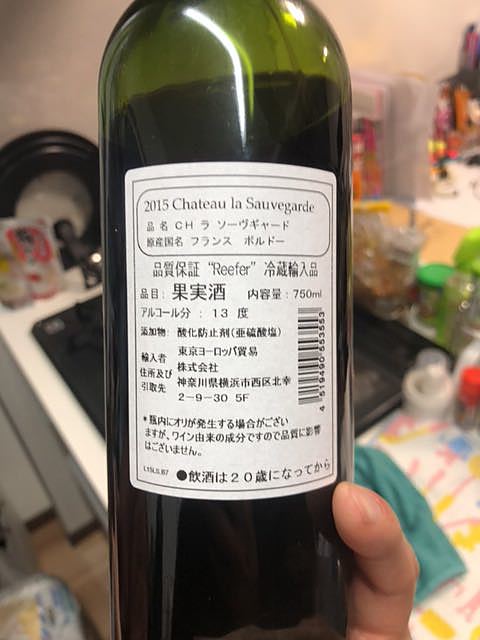 2015 Chateau la Sauvegarde
品 名 CH ラ ソーヴギャード
原産国名 フランス ボルドー
品質保証 "Reefer" 冷蔵輸入品
品目: 果実酒 内容量: 750ml
アルコール分 : 13 度
添加物: 酸化防止剤(亜硫酸塩)
輸入者 東京ヨーロッパ貿易
住所及び 株式会社
引取先 神奈川県横浜市西区北幸
2-9-30 5F
4 519490 553553
*瓶内にオリが発生する場合がござい
ますが、ワイン由来の成分ですので品質に影響
はございません。
L15LS.B7
●飲酒は20歳になってから